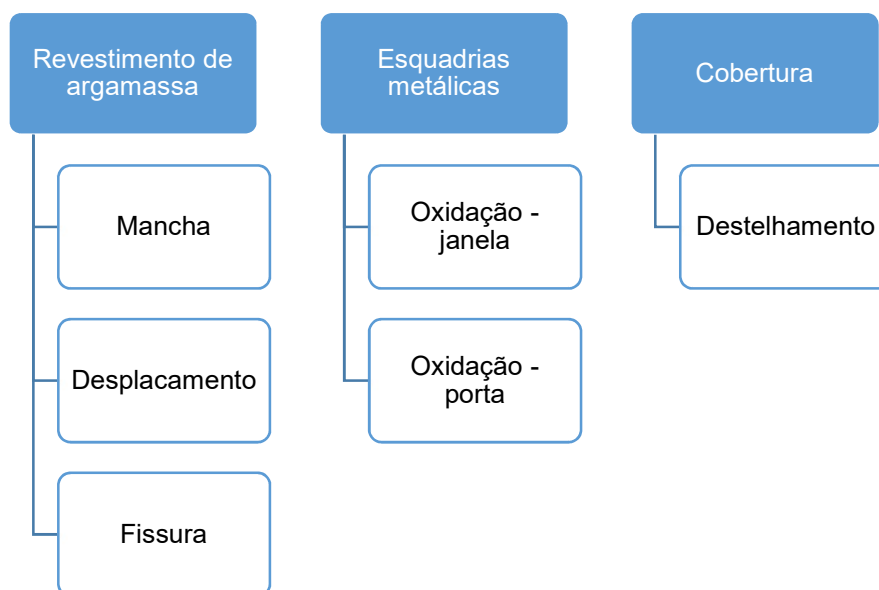 Revestimento de
argamassa
Mancha
Desplacamento
Fissura
Esquadrias
metálicas
Oxidação -
janela
Oxidação -
porta
Cobertura
Destelhamento